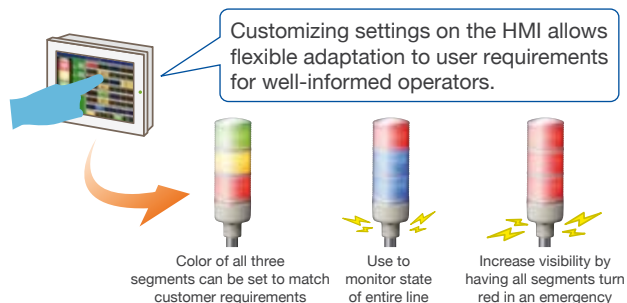 Customizing settings on the HMI allows
flexible adaptation to user requirements
for well-informed operators.
Color of all three
segments can be set to match
customer requirements
Use to
monitor state
of entire line
Increase visibility by
having all segments turn
red in an emergency